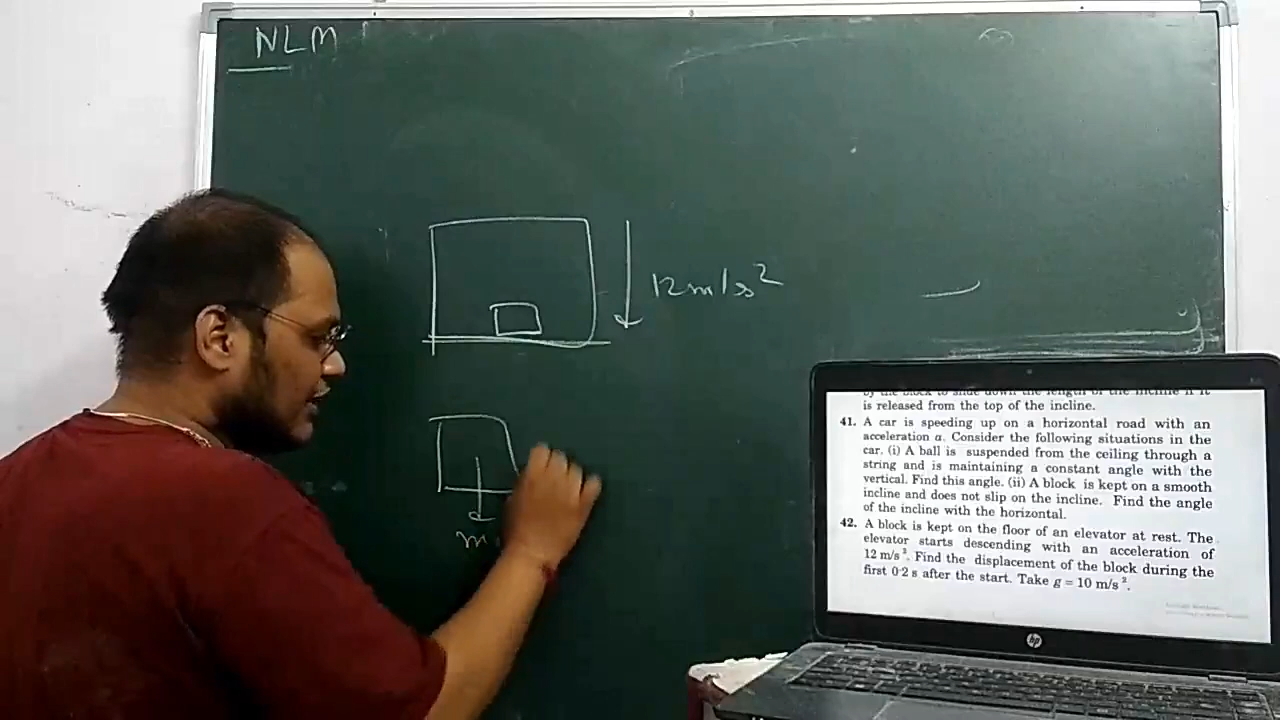 NLM
12m/s²
m
is released from the top of the incline.
41. A car is speeding up on a horizontal road with an
acceleration a. Consider the following situations in the
car. (i) A ball is suspended from the ceiling through a
string and is maintaining a constant angle with the
vertical. Find this angle. (ii) A block is kept on a smooth
incline and does not slip on the incline. Find the angle
of the incline with the horizontal.
42. A block is kept on the floor of an elevator at rest. The
elevator starts descending with an acceleration of
12 m/s². Find the displacement of the block during the
first 0·2 s after the start. Take g = 10 m/s².
hp